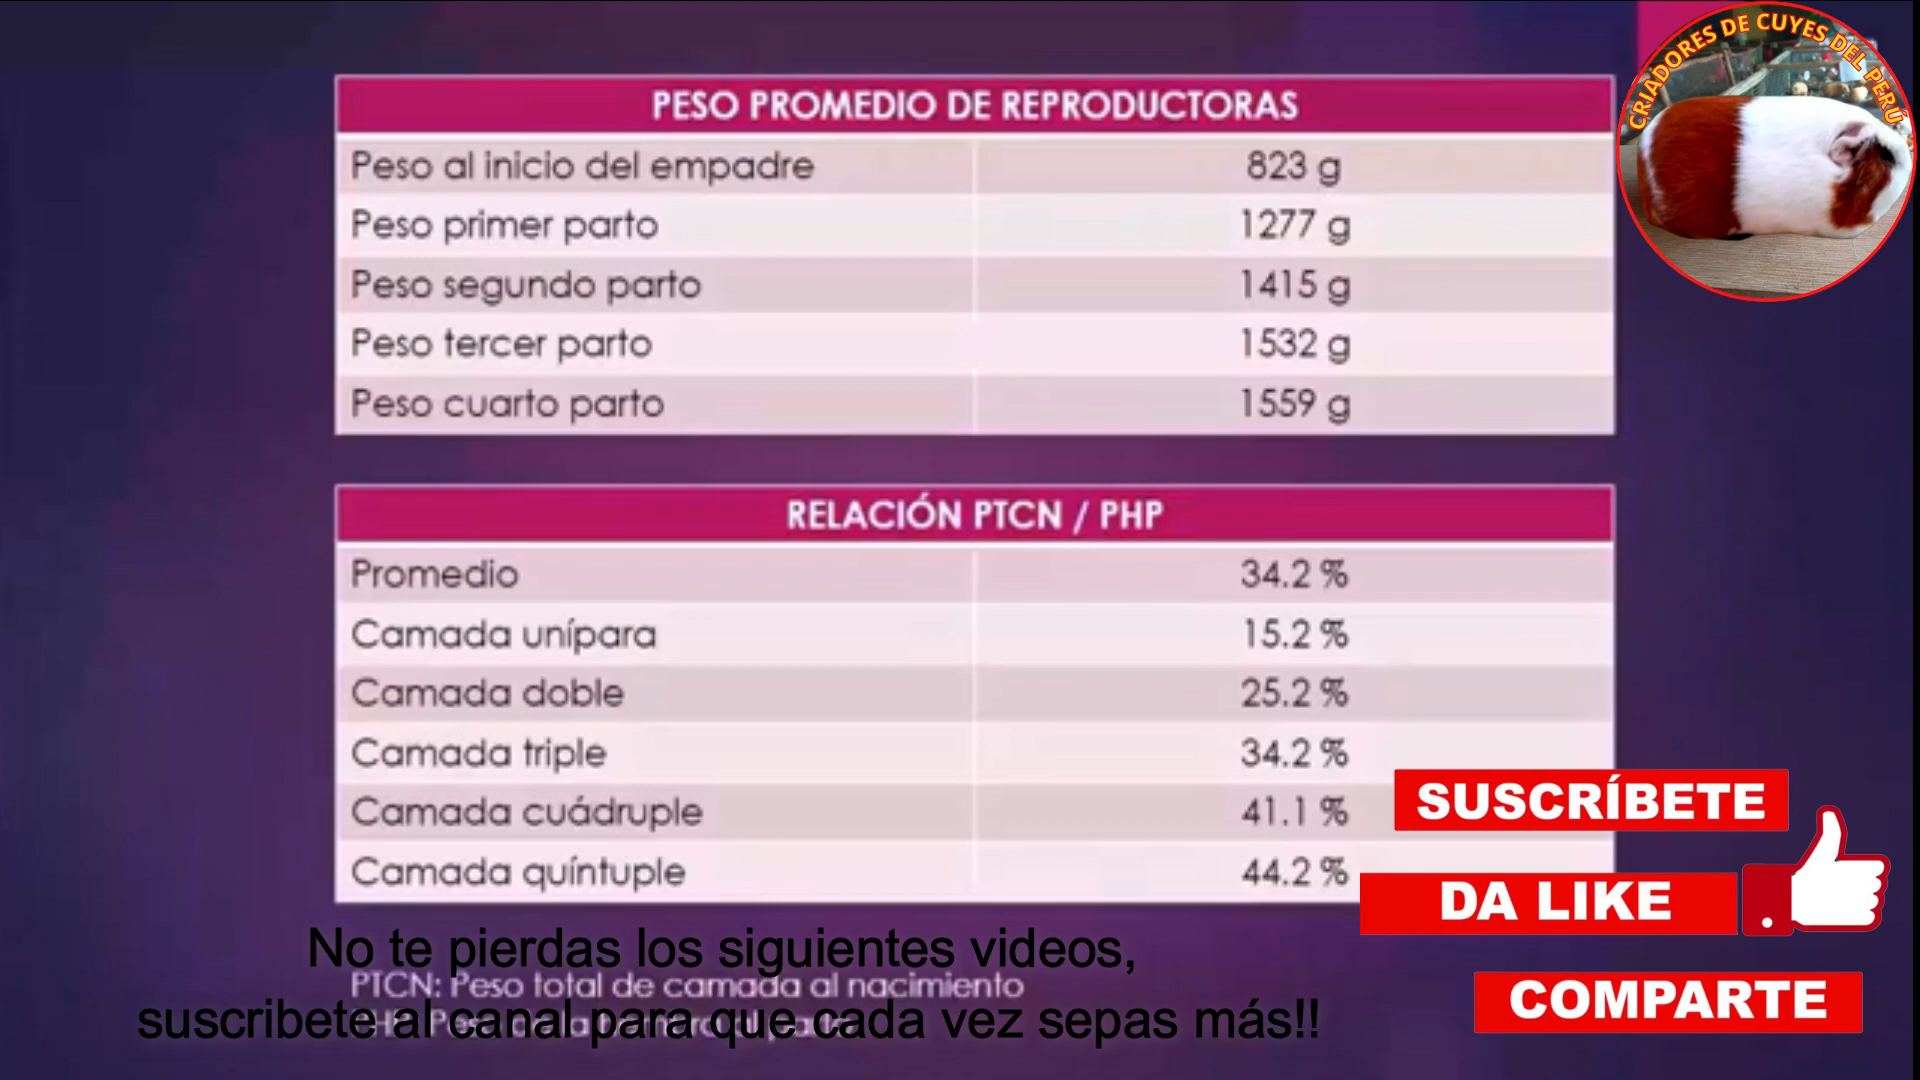 CRIADORES DE CUYES DEL PERÚ
PESO PROMEDIO DE REPRODUCTORAS
Peso al inicio del empadre 823 g
Peso primer parto 1277 g
Peso segundo parto 1415 g
Peso tercer parto 1532 g
Peso cuarto parto 1559 g
RELACIÓN PTCN / PHP
Promedio 34.2 %
Camada unípara 15.2 %
Camada doble 25.2 %
Camada triple 34.2 %
Camada cuádruple 41.1 %
Camada quíntuple 44.2 %
SUSCRÍBETE
DA LIKE
COMPARTE
No te pierdas los siguientes videos,
PTCN: Peso total de camada al nacimiento
suscribete al canal para que cada vez sepas más!!